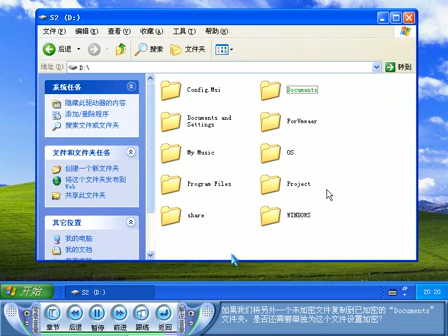 S2 (D:)
文件(F) 编辑(E) 查看(V) 收藏(A) 工具(T) 帮助(H)
后退 搜索 文件夹
地址(D) D:\ 转到
系统任务
隐藏此驱动器的内容
添加/删除程序
搜索文件或文件夹
文件和文件夹任务
创建一个新文件夹
将这个文件夹发布到
Web
共享此文件夹
其它位置
我的电脑
我的文档
Config.Msi Documents
Documents and
Settings
My Music OS
Program Files Project
share WINDOWS
开始 S2 (D:) 20:20
章节 后退 暂停 前进 跟练 返回
如果我们将另外一个未加密文件复制到已加密的“Documents”
文件夹，是否还需要单独为这个文件设置加密？